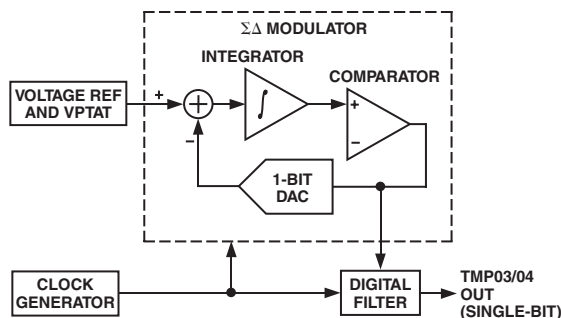 ΣΔ MODULATOR
INTEGRATOR
COMPARATOR
VOLTAGE REF
AND VPTAT
+
+
∫
+
−
−
1-BIT
DAC
CLOCK
GENERATOR
DIGITAL
FILTER
TMP03/04
OUT
(SINGLE-BIT)